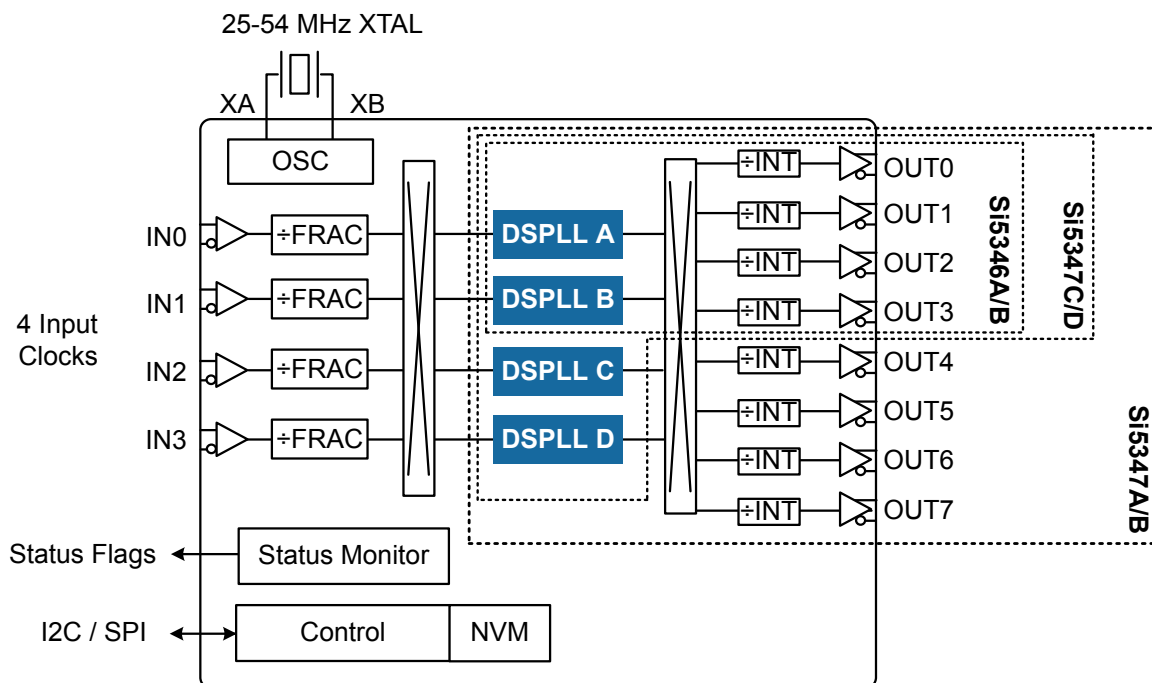 25-54 MHz XTAL
XA
XB
OSC
4 Input
Clocks
IN0
÷FRAC
IN1
÷FRAC
IN2
÷FRAC
IN3
÷FRAC
DSPLL A
DSPLL B
DSPLL C
DSPLL D
÷INT
OUT0
÷INT
OUT1
÷INT
OUT2
÷INT
OUT3
÷INT
OUT4
÷INT
OUT5
÷INT
OUT6
÷INT
OUT7
Si5346A/B
Si5347C/D
Si5347A/B
Status Flags
Status Monitor
I2C / SPI
Control
NVM